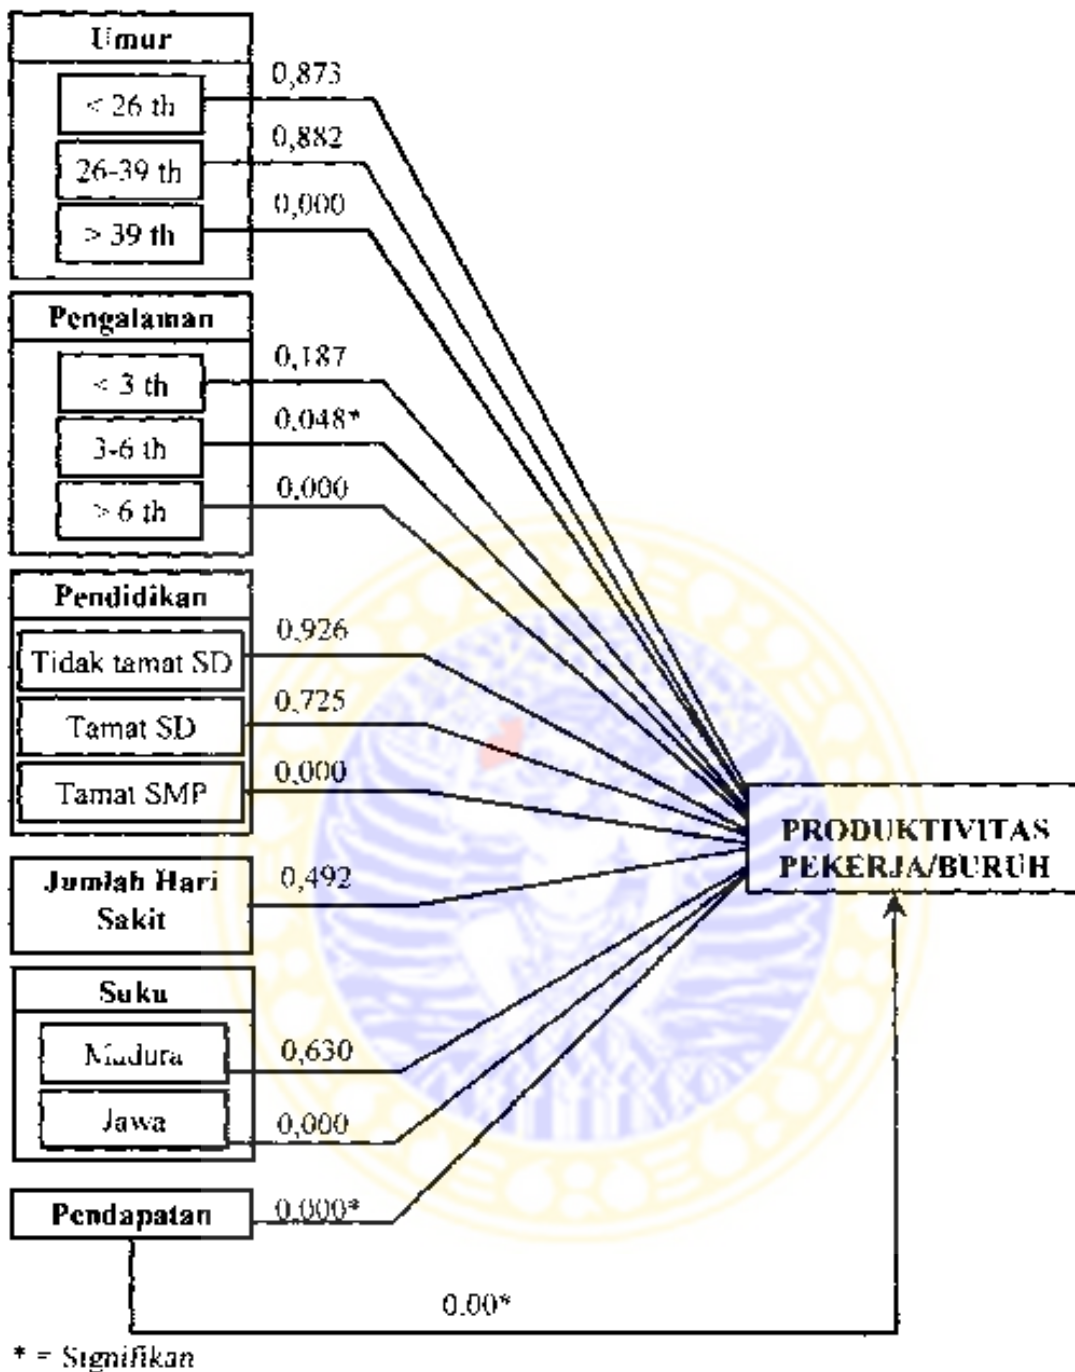 Umur
< 26 th
0,873
26-39 th
0,882
> 39 th
0,000
Pengalaman
< 3 th
0,187
3-6 th
0,048*
> 6 th
0,000
Pendidikan
Tidak tamat SD
0,926
Tamat SD
0,725
Tamat SMP
0,000
Jumlah Hari
Sakit
0,492
Suku
Madura
0,630
Jawa
0,000
Pendapatan
0.000*
0.00*
PRODUKTIVITAS
PEKERJA/BURUH
* = Signifikan